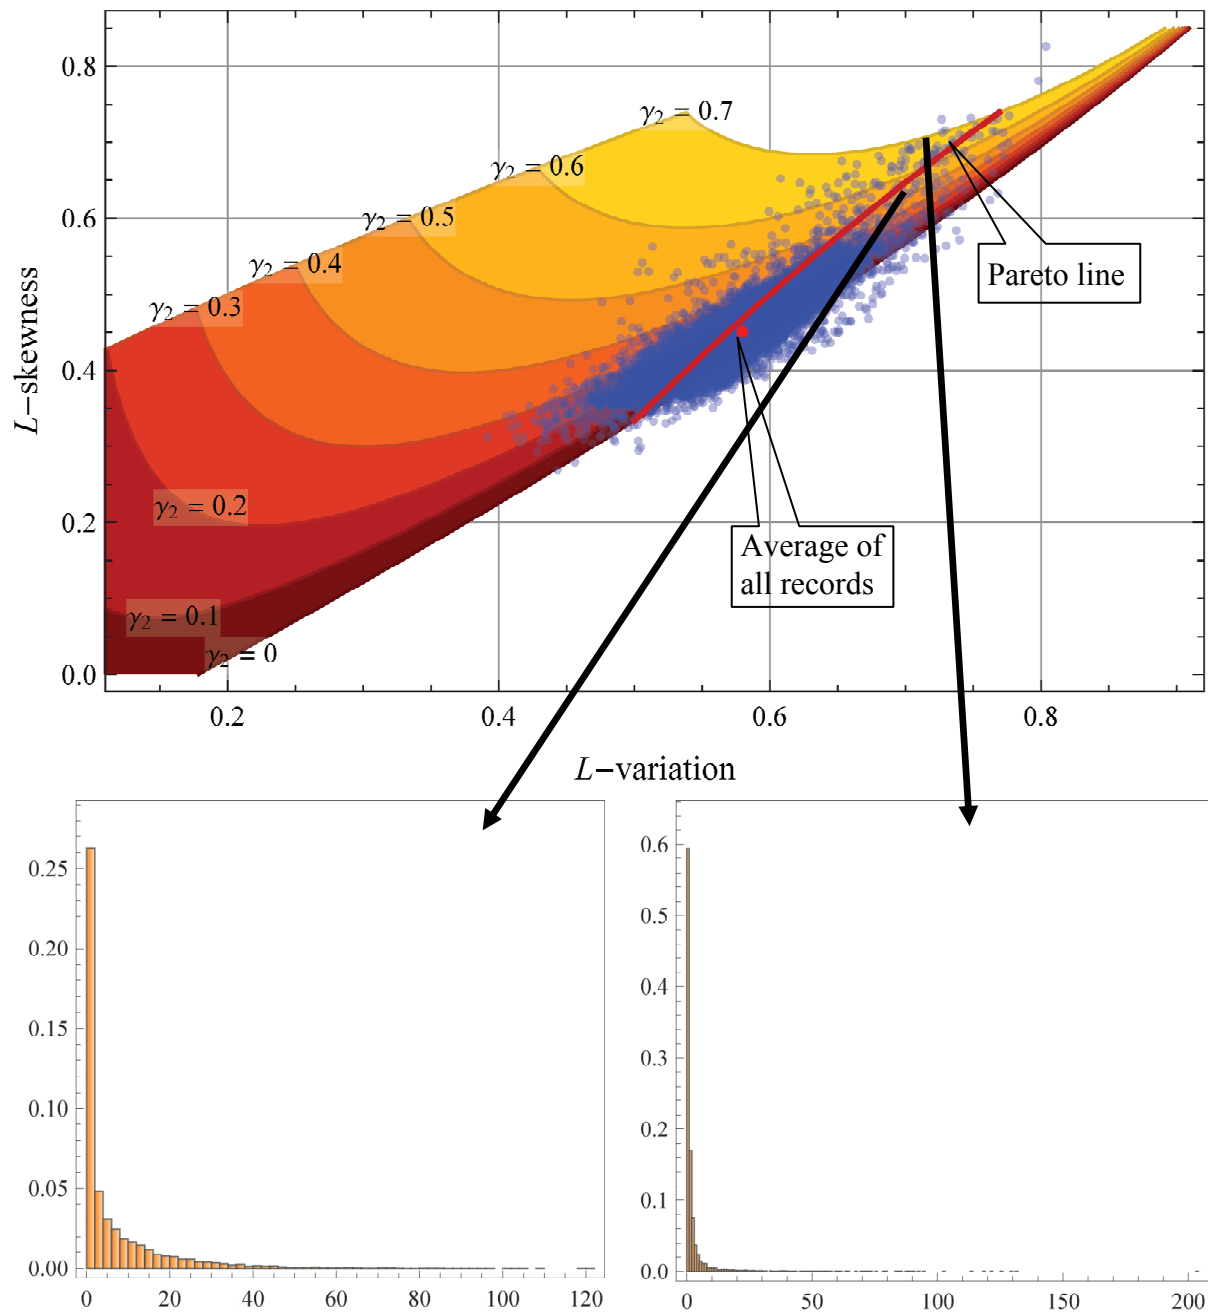 0.8
γ₂ = 0.7
γ₂ = 0.6
0.6
γ₂ = 0.5
γ₂ = 0.4
Pareto line
γ₂ = 0.3
L−skewness
0.4
γ₂ = 0.2
0.2
Average of
all records
γ₂ = 0.1
γ₂ = 0
0.0
0.2 0.4 0.6 0.8
L−variation
0.25
0.20
0.15
0.10
0.05
0.00
0 20 40 60 80 100 120
0.6
0.5
0.4
0.3
0.2
0.1
0.0
0 50 100 150 200